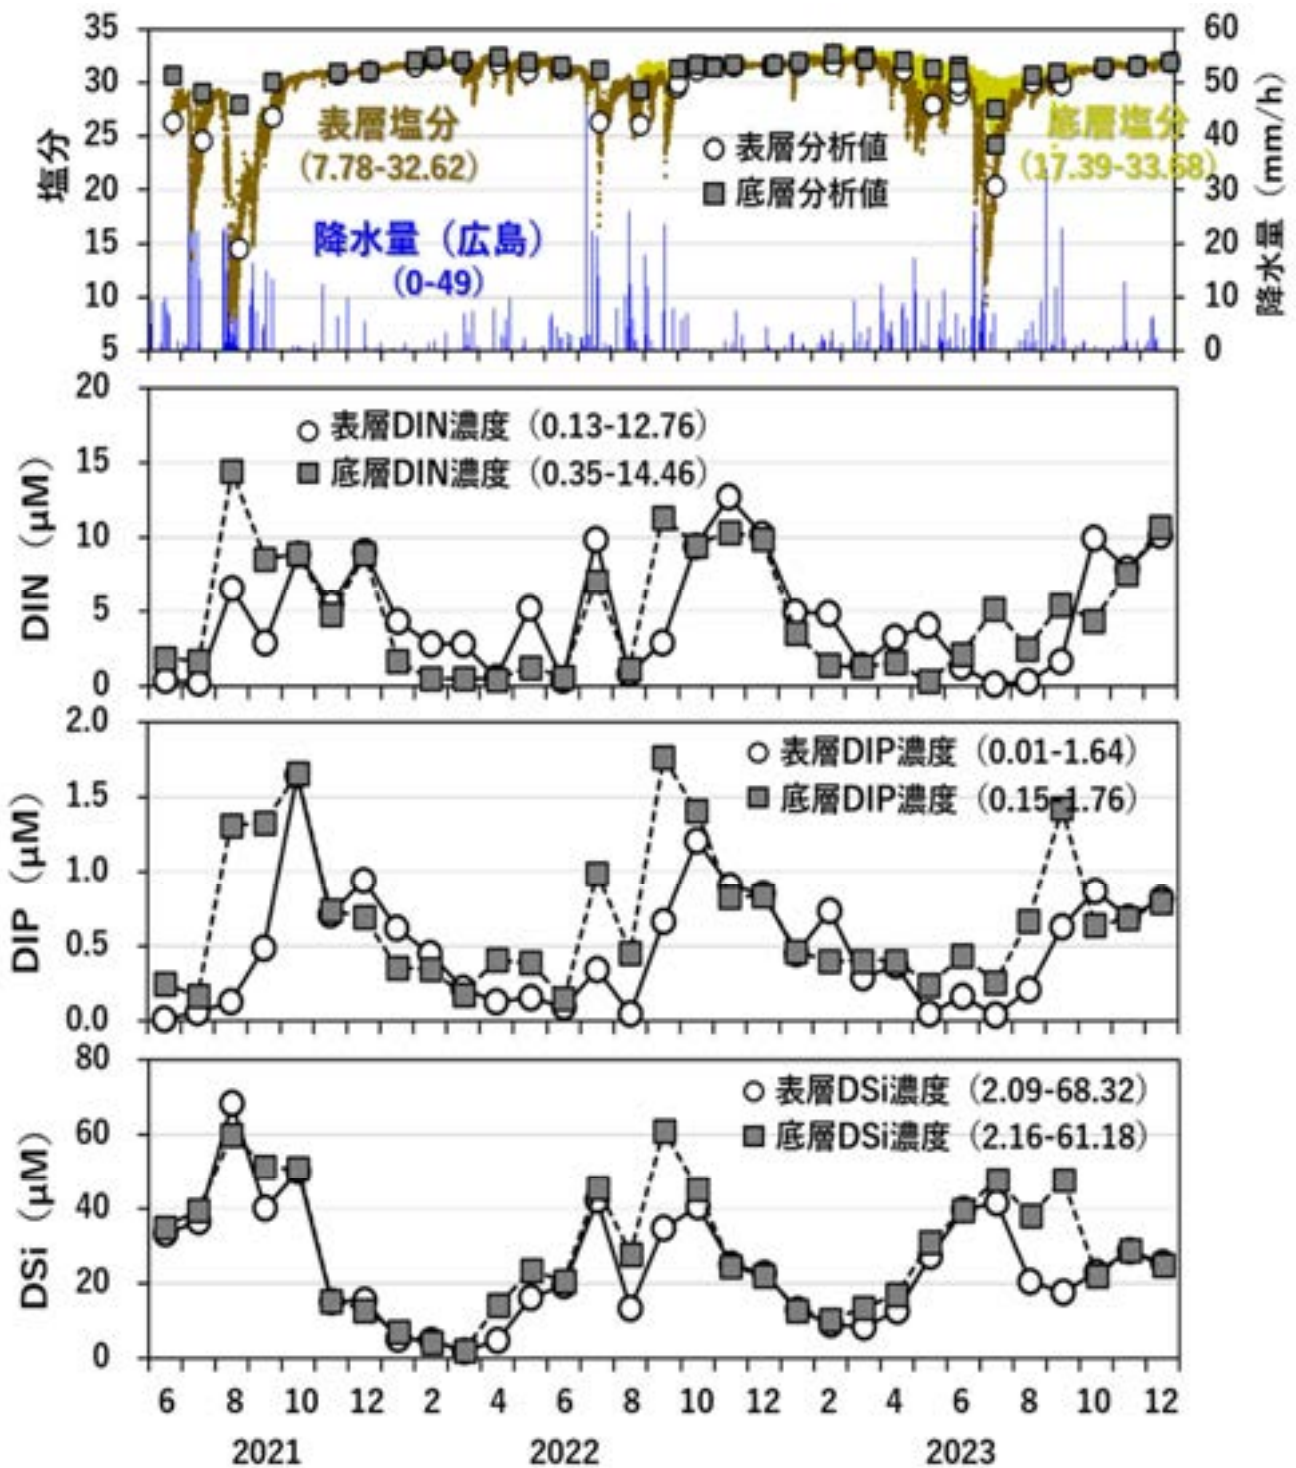 35
30
25
20
15
10
5
塩分
60
50
40
30
20
10
0
降水量（mm/h）
表層塩分
(7.78-32.62)
底層塩分
(17.39-33.68)
○ 表層分析値
■ 底層分析値
降水量（広島）
(0-49)
20
15
10
5
0
DIN（μM）
○ 表層DIN濃度（0.13-12.76）
■ 底層DIN濃度（0.35-14.46）
2.0
1.5
1.0
0.5
0.0
DIP（μM）
○ 表層DIP濃度（0.01-1.64）
■ 底層DIP濃度（0.15-1.76）
80
60
40
20
0
DSi（μM）
○ 表層DSi濃度（2.09-68.32）
■ 底層DSi濃度（2.16-61.18）
6 8 10 12 2 4 6 8 10 12 2 4 6 8 10 12
2021 2022 2023